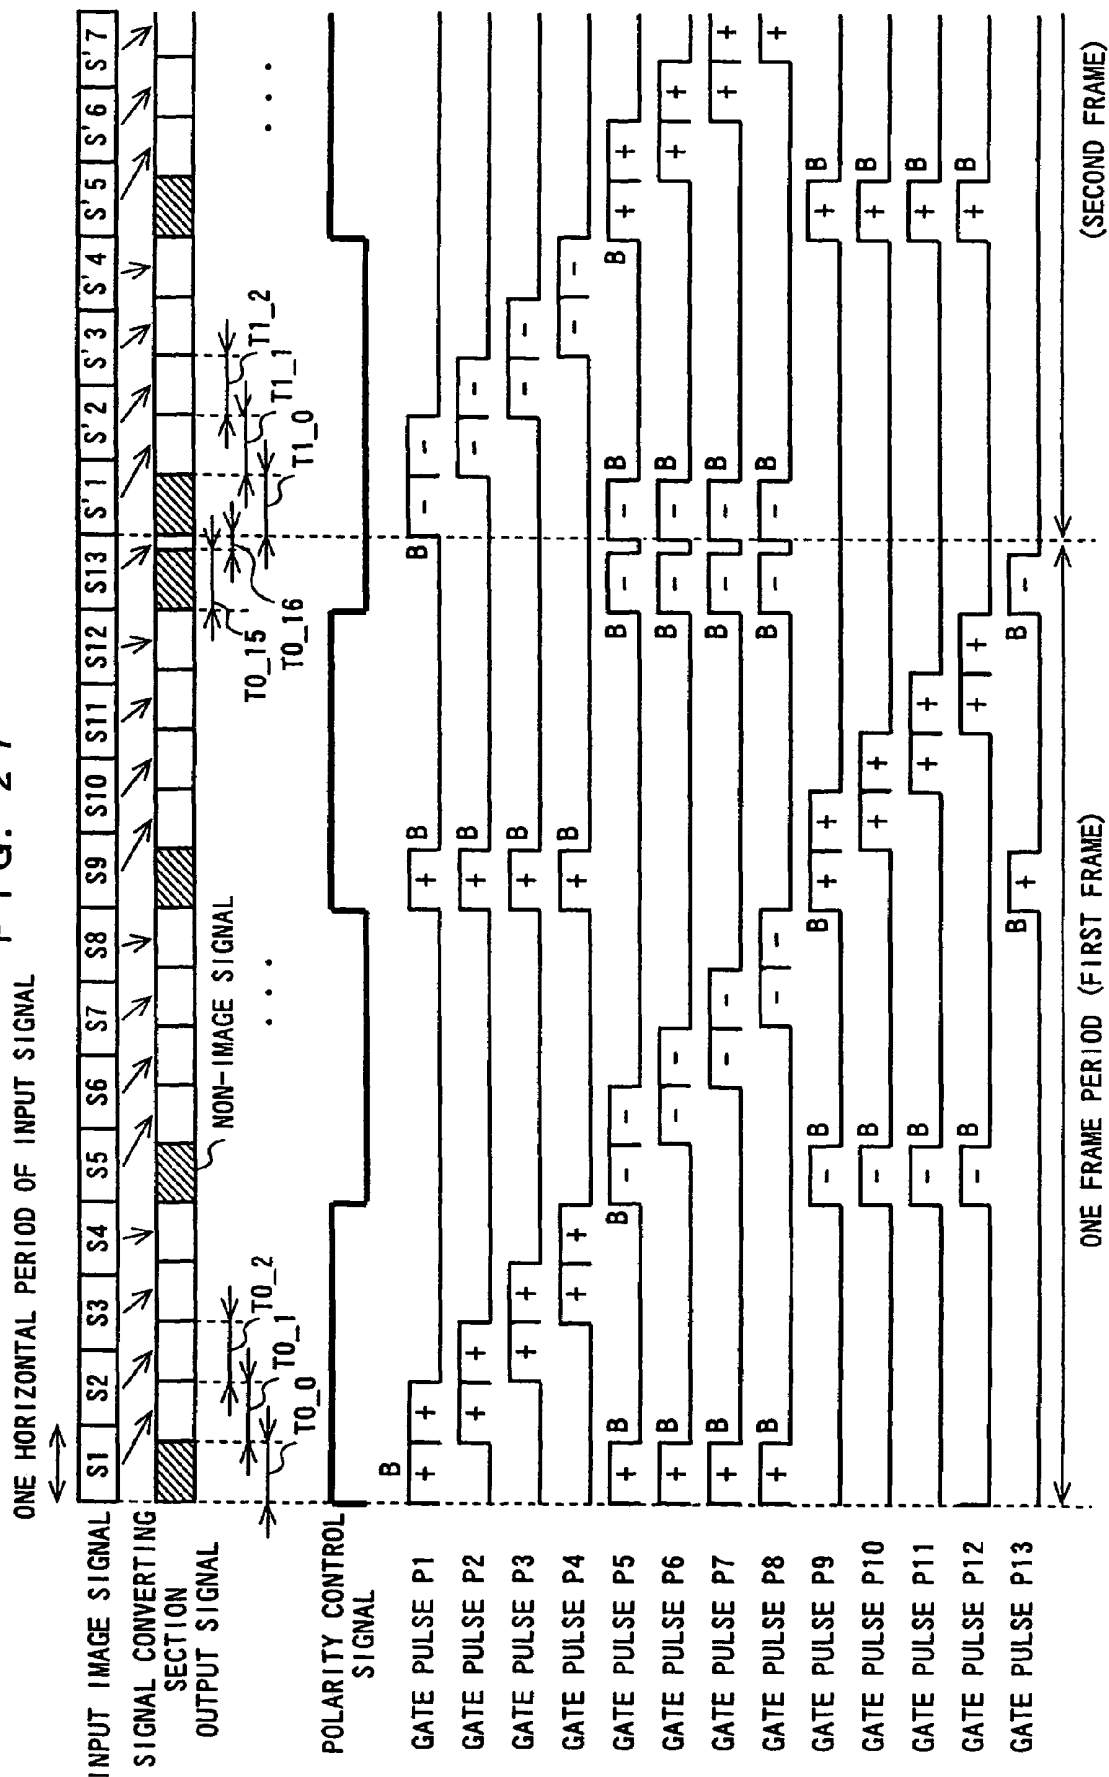 FIG. 27
ONE HORIZONTAL PERIOD OF INPUT SIGNAL
INPUT IMAGE SIGNAL S1 S2 S3 S4 S5 S6 S7 S8 S9 S10 S11 S12 S13 S'1 S'2 S'3 S'4 S'5 S'6 S'7
SIGNAL CONVERTING
SECTION
OUTPUT SIGNAL
NON-IMAGE SIGNAL
T0_0 T0_1 T0_2 T0_15 T0_16 T1_0 T1_1 T1_2
... ...
POLARITY CONTROL
SIGNAL
GATE PULSE P1 B + + + B B - -
GATE PULSE P2 + + + B - -
GATE PULSE P3 + + + B - -
GATE PULSE P4 + + + B - -
GATE PULSE P5 + B B - - B - - B B + +
GATE PULSE P6 + B - - B - - B + +
GATE PULSE P7 + B - - B - - B + +
GATE PULSE P8 + B - - B - - B +
GATE PULSE P9 - B B + + + B
GATE PULSE P10 - B + + + B
GATE PULSE P11 - B + + + B
GATE PULSE P12 - B + + + B
GATE PULSE P13 B + B -
ONE FRAME PERIOD (FIRST FRAME)
(SECOND FRAME)